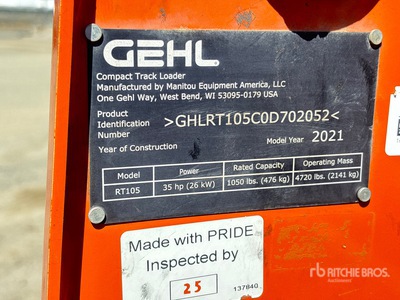 GEHL
Compact Track Loader
Manufactured by Manitou Equipment America, LLC
One Gehl Way, West Bend, WI 53095-0179 USA
Product
Identification >GHLRT105C0D702052<
Number
Model Year 2021
Year of Construction
Model Power Rated Capacity Operating Mass
RT105 35 hp (26 kW) 1050 lbs. (476 kg) 4720 lbs. (2141 kg)
Made with PRIDE
Inspected by
25
137840
rb RITCHIE BROS.